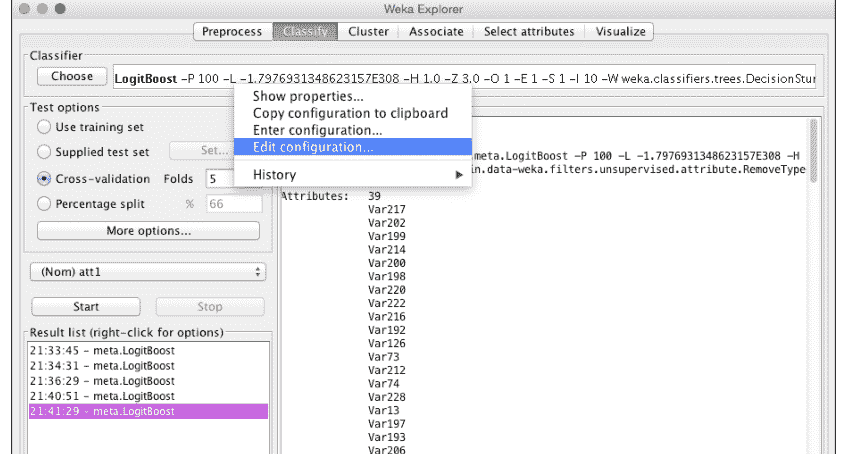 Weka Explorer
Preprocess Classify Cluster Associate Select attributes Visualize
Classifier
Choose LogitBoost -P 100 -L -1.7976931348623157E308 -H 1.0 -Z 3.0 -O 1 -E 1 -S 1 -I 10 -W weka.classifiers.trees.DecisionStur
Show properties...
Copy configuration to clipboard
Enter configuration...
Edit configuration...
History
Test options
Use training set
Supplied test set Set...
Cross-validation Folds 5
Percentage split % 66
More options...
(Nom) att1
Start Stop
Result list (right-click for options)
21:33:45 - meta.LogitBoost
21:34:31 - meta.LogitBoost
21:36:29 - meta.LogitBoost
21:40:51 - meta.LogitBoost
21:41:29 - meta.LogitBoost
.meta.LogitBoost -P 100 -L -1.7976931348623157E308 -H
in.data-weka.filters.unsupervised.attribute.RemoveType
Attributes: 39
Var217
Var202
Var199
Var214
Var200
Var198
Var220
Var222
Var216
Var192
Var126
Var73
Var212
Var74
Var228
Var13
Var197
Var193
Var206